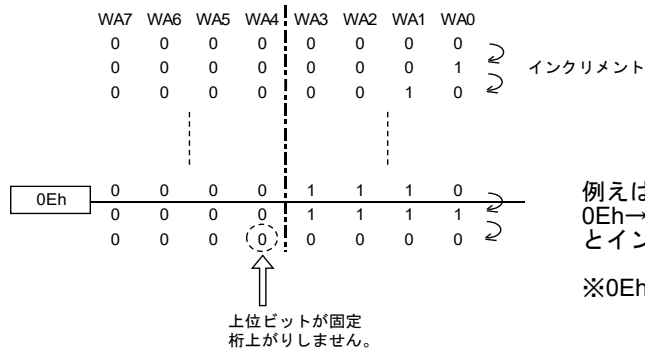 WA7 WA6 WA5 WA4 WA3 WA2 WA1 WA0
0 0 0 0 0 0 0 0
0 0 0 0 0 0 0 1 インクリメント
0 0 0 0 0 0 1 0
0Eh 0 0 0 0 1 1 1 0
0 0 0 0 1 1 1 1
0 0 0 0 0 0 0 0
例えは
0Eh→
とイン
※0Eh
上位ビットが固定
桁上がりしません。